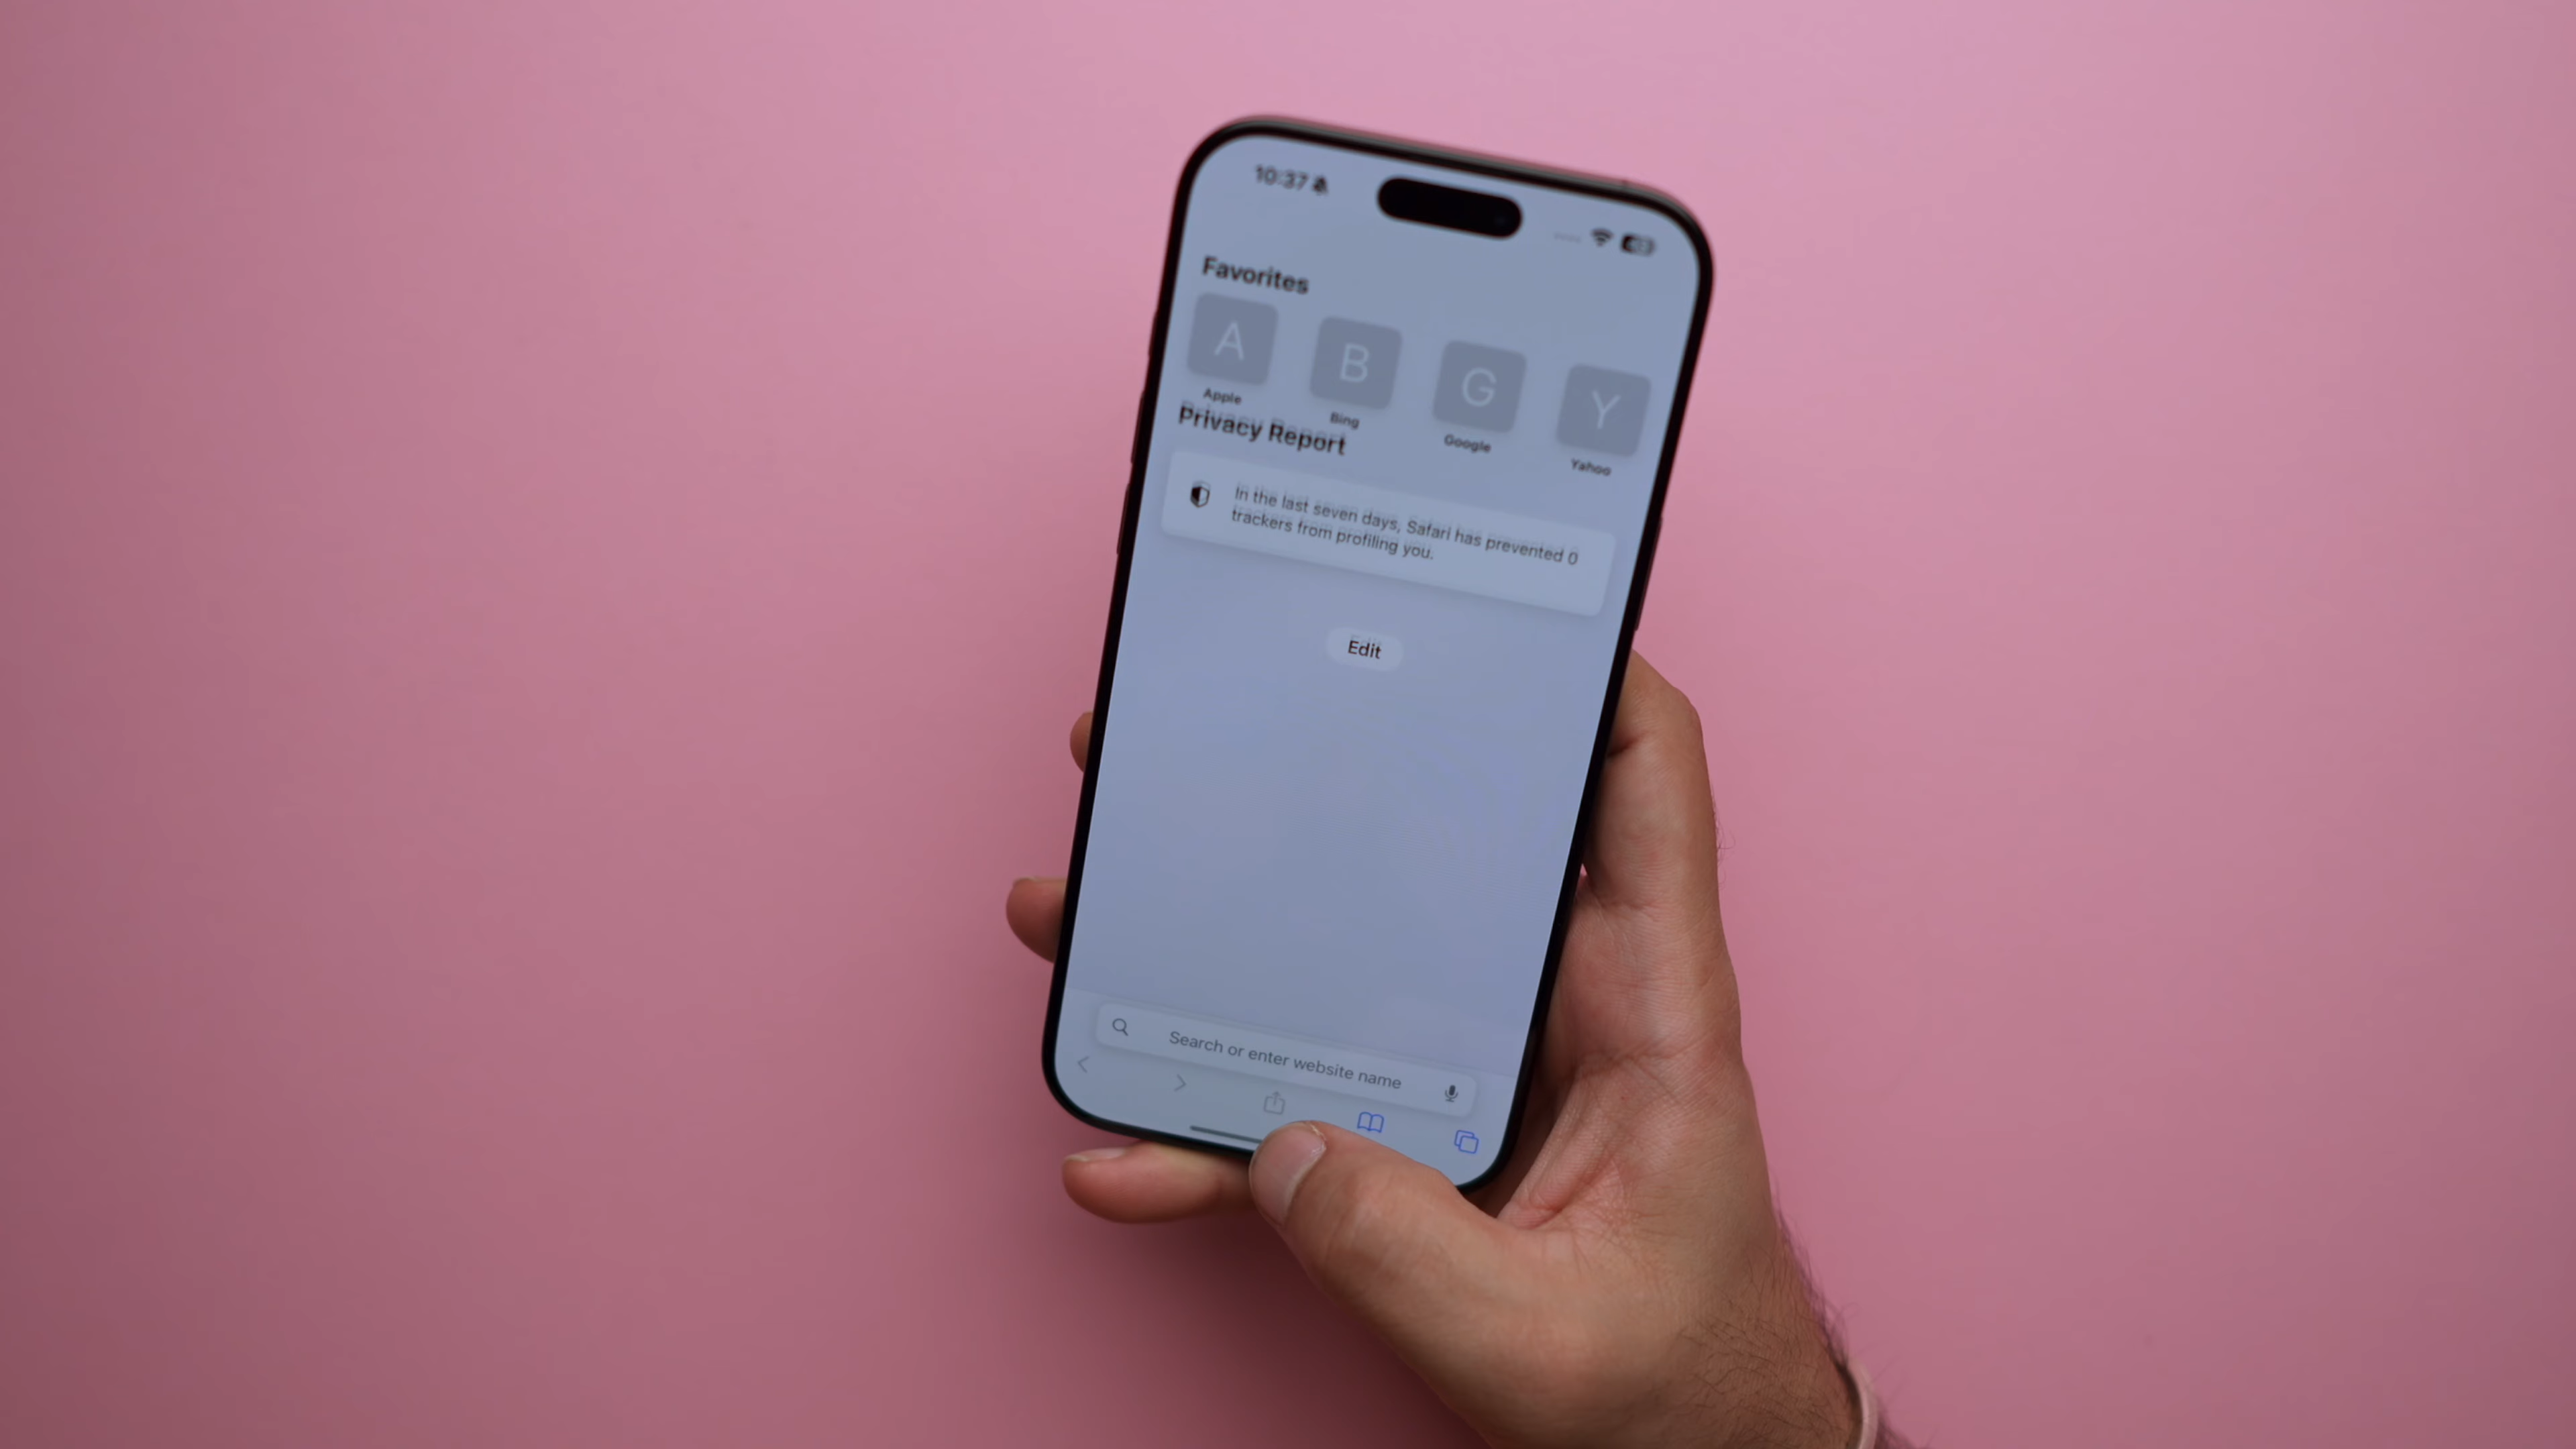 10:37
Favorites
A
B
G
Y
Apple
Bing
Google
Yahoo
Privacy Report
In the last seven days, Safari has prevented 0
trackers from profiling you.
Edit
Search or enter website name